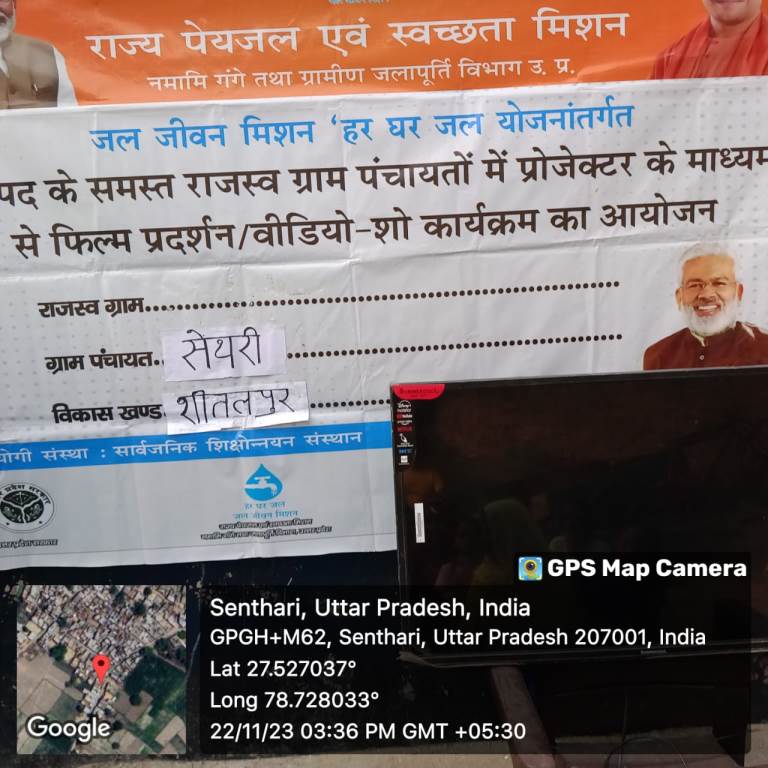 राज्य पेयजल एवं स्वच्छता मिशन
नमामि गंगे तथा ग्रामीण जलापूर्ति विभाग उ. प्र.
जल जीवन मिशन 'हर घर जल योजनांतर्गत
पद के समस्त राजस्व ग्राम पंचायतों में प्रोजेक्टर के माध्यम
से फिल्म प्रदर्शन/वीडियो-शो कार्यक्रम का आयोजन
राजस्व ग्राम
ग्राम पंचायत.. सेथरी
विकास खण्ड. शीतलपुर
योगी संस्था : सार्वजनिक शिक्षोन्नयन संस्थान
हर घर जल
जल जीवन मिशन
GPS Map Camera
Senthari, Uttar Pradesh, India
GPGH+M62, Senthari, Uttar Pradesh 207001, India
Lat 27.527037°
Long 78.728033°
22/11/23 03:36 PM GMT +05:30
Google